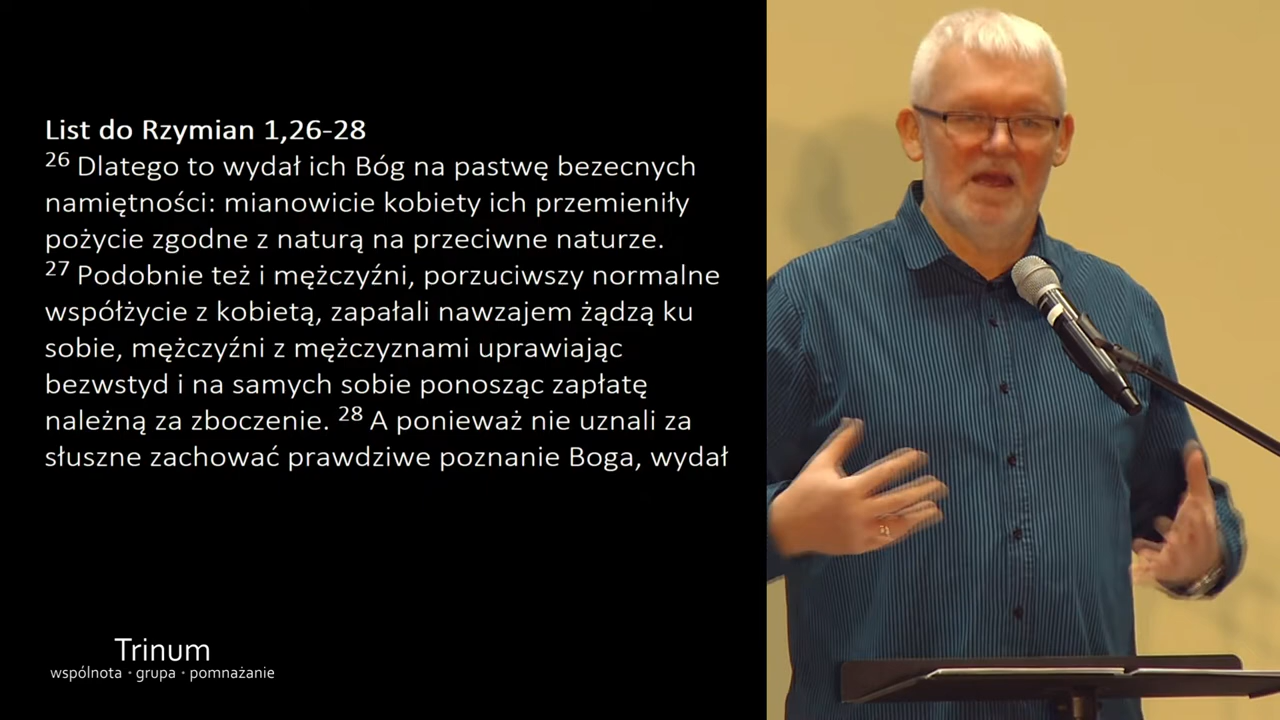 List do Rzymian 1,26-28
26 Dlatego to wydał ich Bóg na pastwę bezecnych
namiętności: mianowicie kobiety ich przemieniły
pożycie zgodne z naturą na przeciwne naturze.
27 Podobnie też i mężczyźni, porzuciwszy normalne
współżycie z kobietą, zapałali nawzajem żądzą ku
sobie, mężczyźni z mężczyznami uprawiając
bezwstyd i na samych sobie ponosząc zapłatę
należną za zboczenie. 28 A ponieważ nie uznali za
słuszne zachować prawdziwe poznanie Boga, wydał
Trinum
wspólnota • grupa • pomnażanie